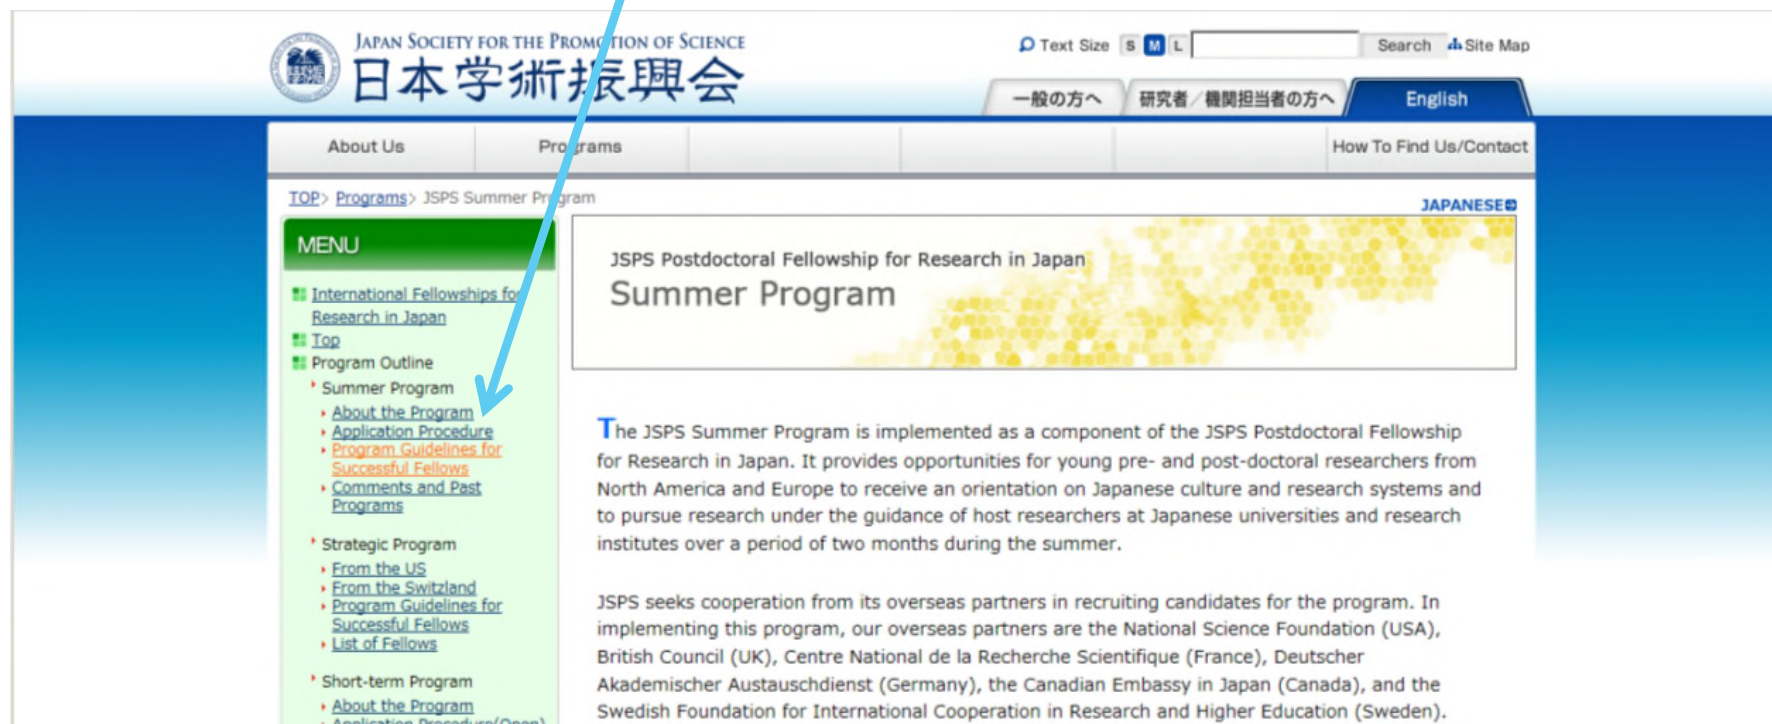 JAPAN SOCIETY FOR THE PROMOTION OF SCIENCE
日本学術振興会
Text Size S M L
Search
Site Map
一般の方へ
研究者/機関担当者の方へ
English
About Us
Programs
How To Find Us/Contact
TOP> Programs> JSPS Summer Program
JAPANESE
MENU
International Fellowships for
Research in Japan
Top
Program Outline
Summer Program
About the Program
Application Procedure
Program Guidelines for
Successful Fellows
Comments and Past
Programs
Strategic Program
From the US
From the Switzland
Program Guidelines for
Successful Fellows
List of Fellows
Short-term Program
About the Program
Application Procedure(Open)
JSPS Postdoctoral Fellowship for Research in Japan
Summer Program
The JSPS Summer Program is implemented as a component of the JSPS Postdoctoral Fellowship
for Research in Japan. It provides opportunities for young pre- and post-doctoral researchers from
North America and Europe to receive an orientation on Japanese culture and research systems and
to pursue research under the guidance of host researchers at Japanese universities and research
institutes over a period of two months during the summer.
JSPS seeks cooperation from its overseas partners in recruiting candidates for the program. In
implementing this program, our overseas partners are the National Science Foundation (USA),
British Council (UK), Centre National de la Recherche Scientifique (France), Deutscher
Akademischer Austauschdienst (Germany), the Canadian Embassy in Japan (Canada), and the
Swedish Foundation for International Cooperation in Research and Higher Education (Sweden).